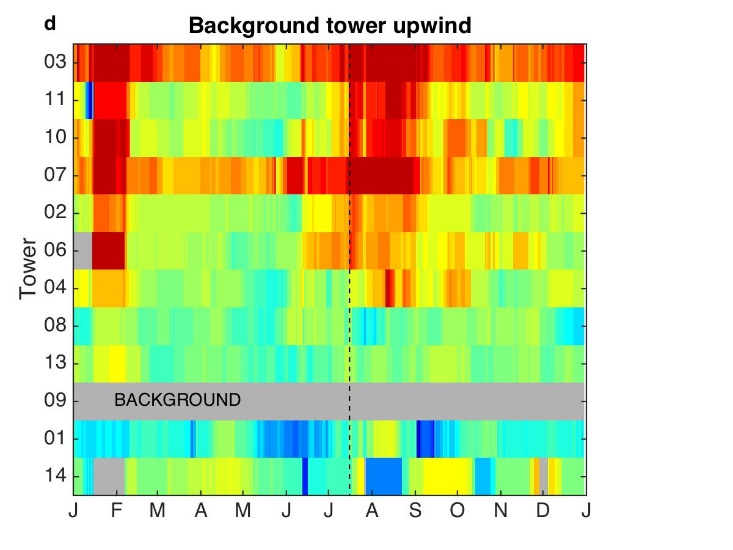 d
Background tower upwind
Tower
03
11
10
07
02
06
04
08
13
09
BACKGROUND
01
14
J F M A M J J A S O N D J